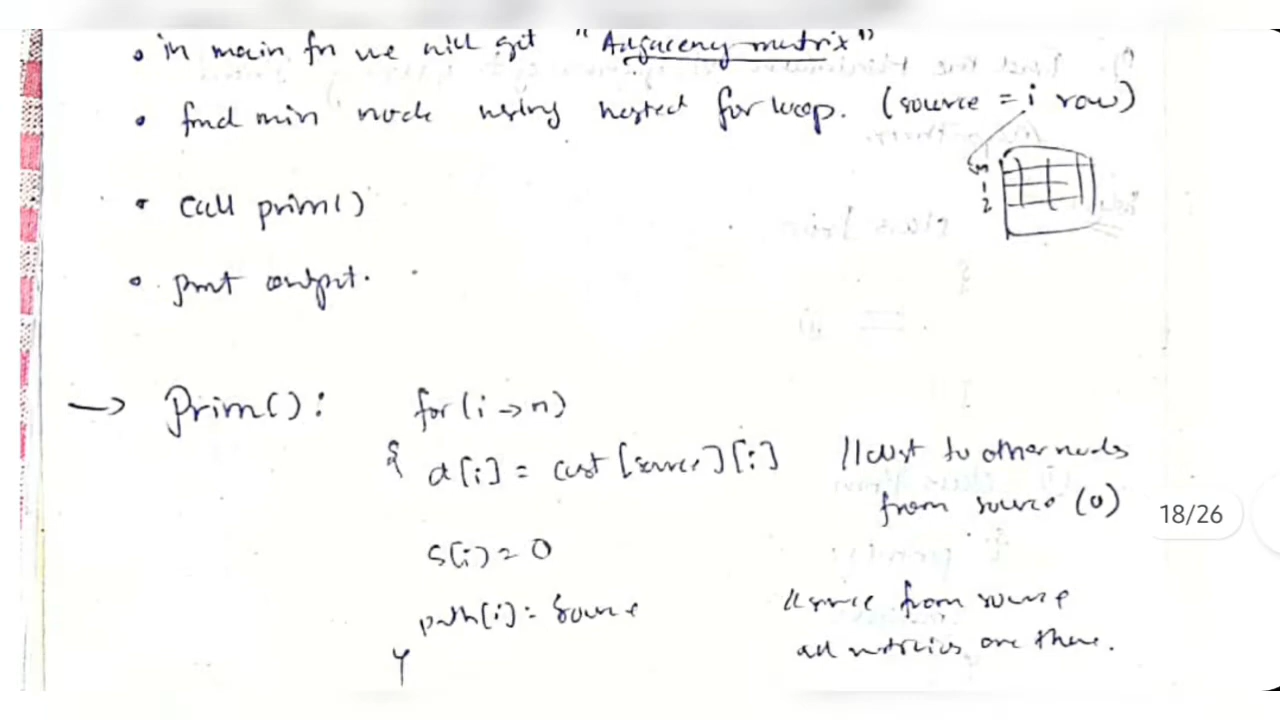 • in main fn we will get "Adjacency matrix"
• find min node using nested for loop. (source = i row)
1
2
• Call prim()
• print output.
→ Prim(): for (i → n)
{ d[i] = cost [source][i] // cost to other nodes
from source (0)
18/26
S[i] = 0
path[i] = Source // since from source
all are there.
}